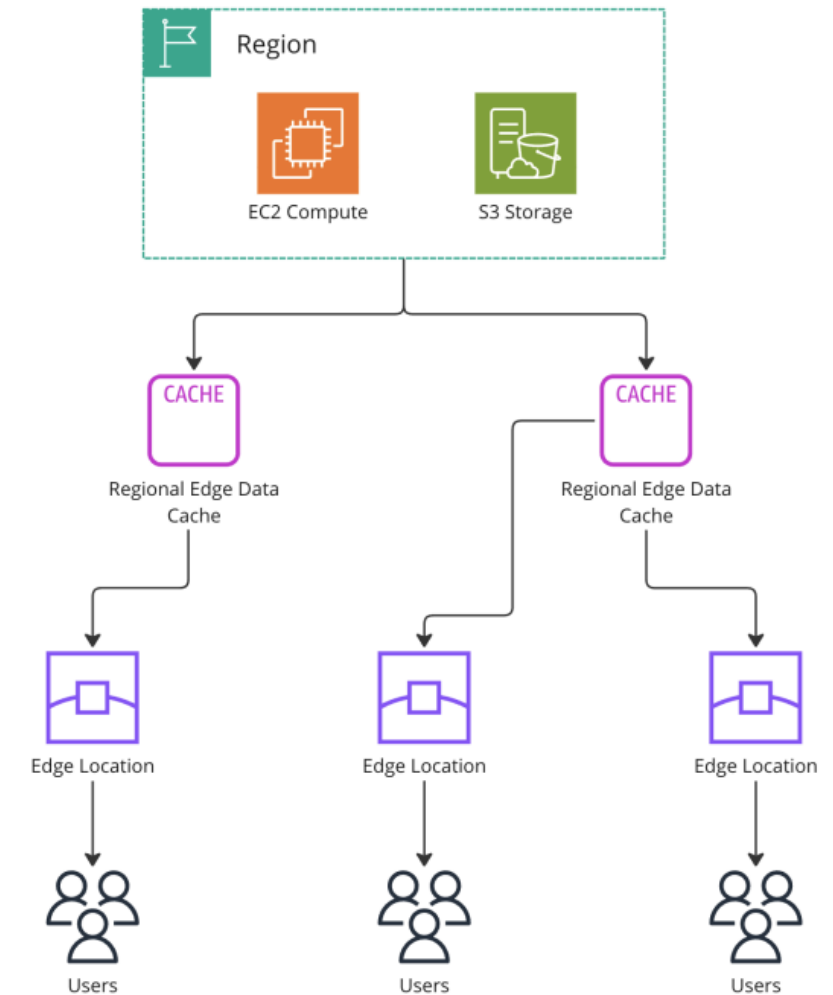 Region
EC2 Compute
S3 Storage
CACHE
CACHE
Regional Edge Data
Cache
Regional Edge Data
Cache
Edge Location
Edge Location
Edge Location
Users
Users
Users